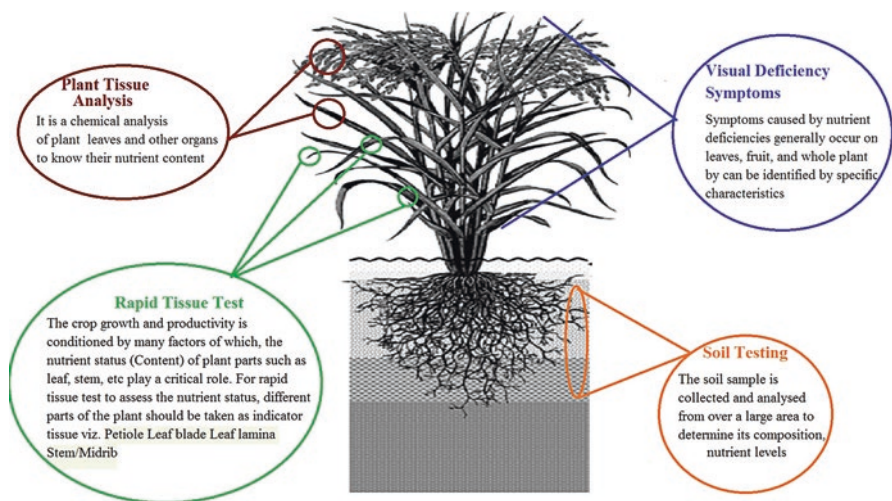 Plant Tissue
Analysis
It is a chemical analysis
of plant leaves and other organs
to know their nutrient content
Visual Deficiency
Symptoms
Symptoms caused by nutrient
deficiencies generally occur on
leaves, fruit, and whole plant
by can be identified by specific
characteristics
Rapid Tissue Test
The crop growth and productivity is
conditioned by many factors of which, the
nutrient status (Content) of plant parts such as
leaf, stem, etc play a critical role. For rapid
tissue test to assess the nutrient status, different
parts of the plant should be taken as indicator
tissue viz. Petiole Leaf blade Leaf lamina
Stem/Midrib
Soil Testing
The soil sample is
collected and analysed
from over a large area to
determine its composition,
nutrient levels